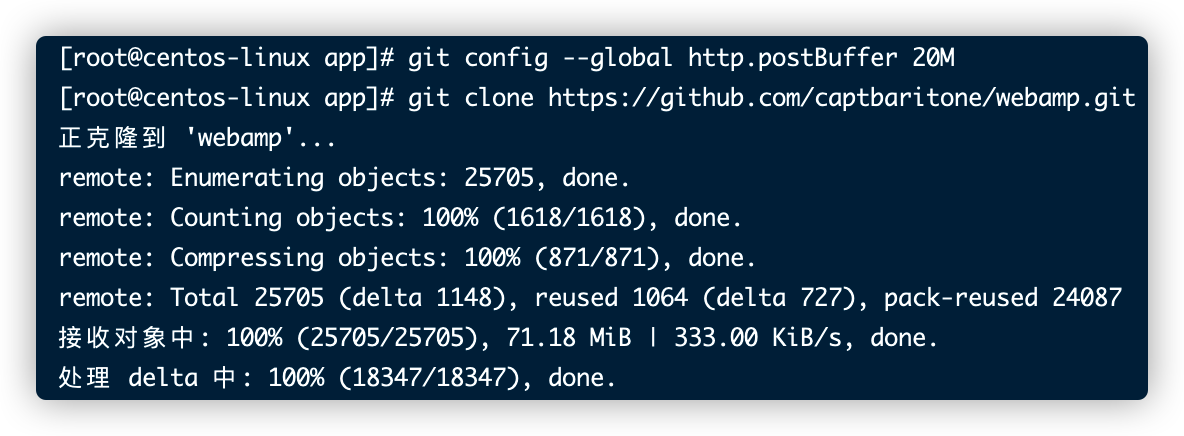 [root@centos-linux app]# git config --global http.postBuffer 20M
[root@centos-linux app]# git clone https://github.com/captbaritone/webamp.git
正克隆到 'webamp'...
remote: Enumerating objects: 25705, done.
remote: Counting objects: 100% (1618/1618), done.
remote: Compressing objects: 100% (871/871), done.
remote: Total 25705 (delta 1148), reused 1064 (delta 727), pack-reused 24087
接收对象中: 100% (25705/25705), 71.18 MiB | 333.00 KiB/s, done.
处理 delta 中: 100% (18347/18347), done.